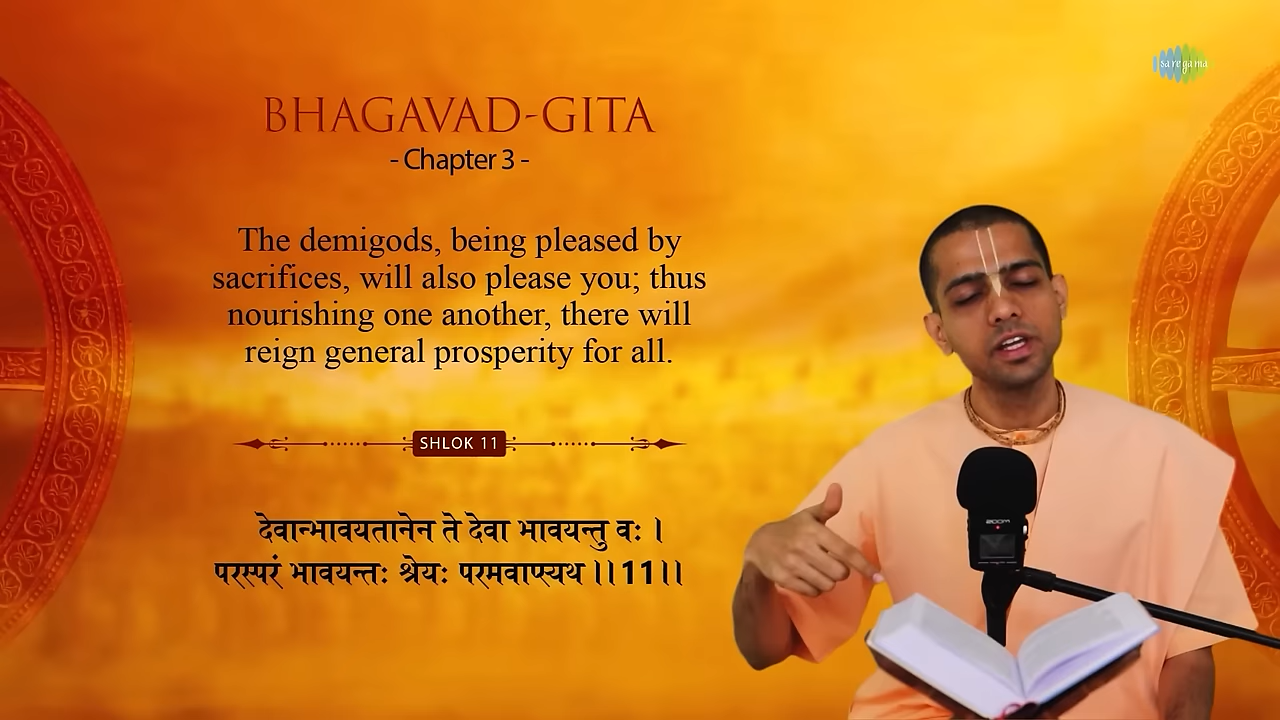 saregama
BHAGAVAD-GITA
- Chapter 3 -
The demigods, being pleased by
sacrifices, will also please you; thus
nourishing one another, there will
reign general prosperity for all.
SHLOK 11
देवान्भावयतानेन ते देवा भावयन्तु वः ।
परस्परं भावयन्तः श्रेयः परमवाप्स्यथ ।।11।।
zoom